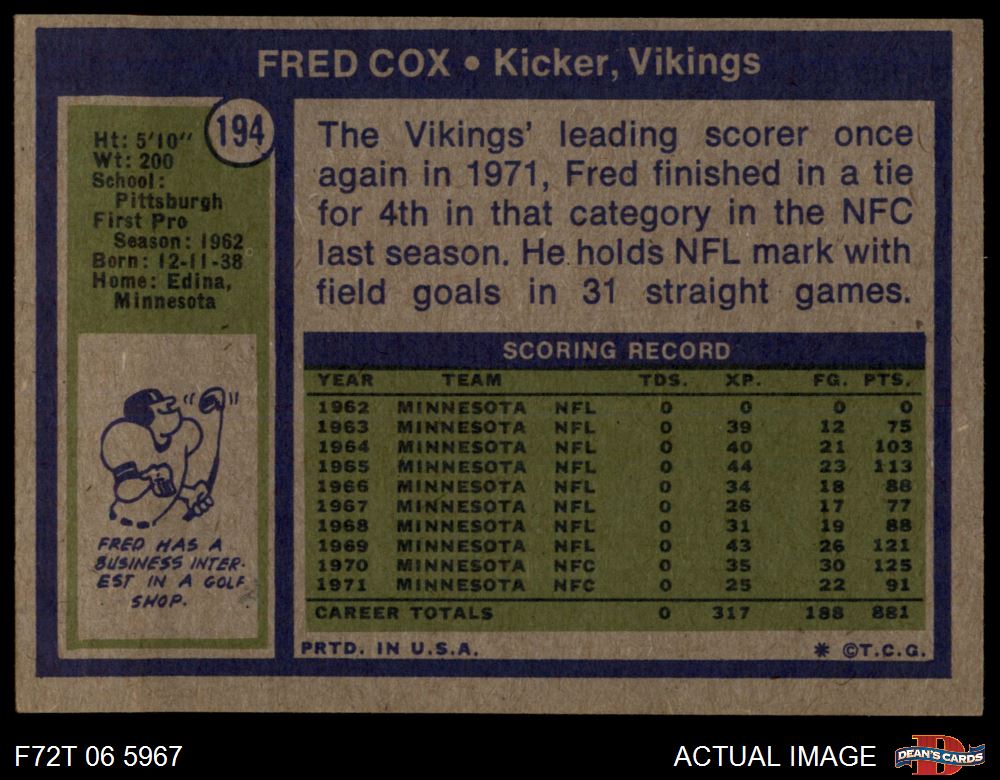 FRED COX • Kicker, Vikings
194
Ht: 5'10"
Wt: 200
School:
Pittsburgh
First Pro
Season: 1962
Born: 12-11-38
Home: Edina,
Minnesota
The Vikings' leading scorer once
again in 1971, Fred finished in a tie
for 4th in that category in the NFC
last season. He holds NFL mark with
field goals in 31 straight games.
FRED HAS A
BUSINESS INTER-
EST IN A GOLF
SHOP.
SCORING RECORD
YEAR TEAM TDS. XP. FG. PTS.
1962 MINNESOTA NFL 0 0 0 0
1963 MINNESOTA NFL 0 39 12 75
1964 MINNESOTA NFL 0 40 21 103
1965 MINNESOTA NFL 0 44 23 113
1966 MINNESOTA NFL 0 34 18 88
1967 MINNESOTA NFL 0 26 17 77
1968 MINNESOTA NFL 0 31 19 88
1969 MINNESOTA NFL 0 43 26 121
1970 MINNESOTA NFC 0 35 30 125
1971 MINNESOTA NFC 0 25 22 91
CAREER TOTALS 0 317 188 881
PRTD. IN U.S.A. * ©T.C.G.
F72T 06 5967
ACTUAL IMAGE
D
DEAN'S CARDS